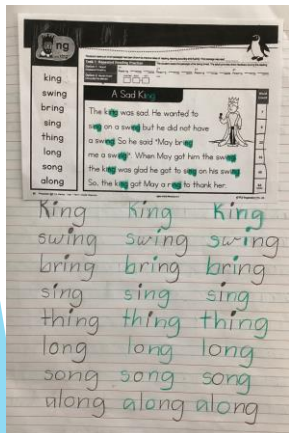 ng
king
swing
bring
sing
thing
long
song
along
A Sad King
The king was sad. He wanted to
sing on a swing but he did not have
a swing. So he said "May bring
me a swing". When May got him the swing
the king was glad he got to sing on his swing.
So, the king got May a ring to thank her.
King King King
swing swing swing
bring bring bring
sing sing sing
thing thing thing
long long long
song song song
along along along